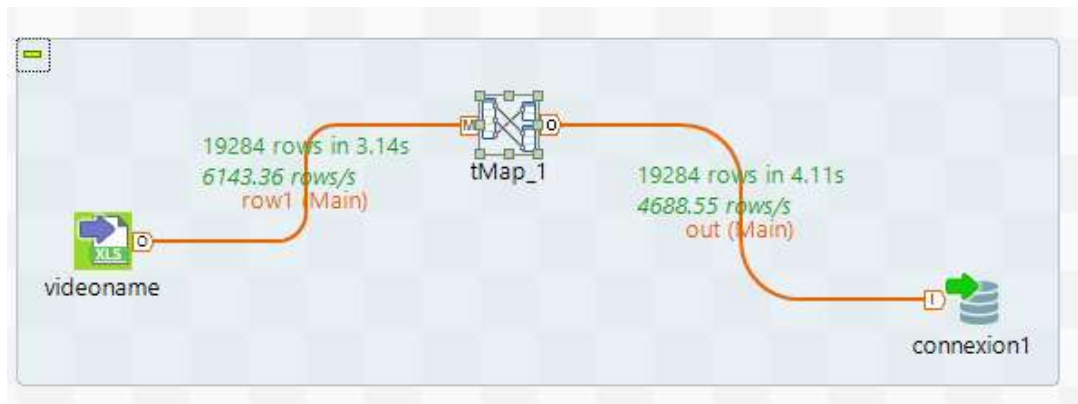 19284 rows in 3.14s
6143.36 rows/s
row1 (Main)
XLS
O
videoname
M
O
tMap_1
19284 rows in 4.11s
4688.55 rows/s
out (Main)
I
connexion1